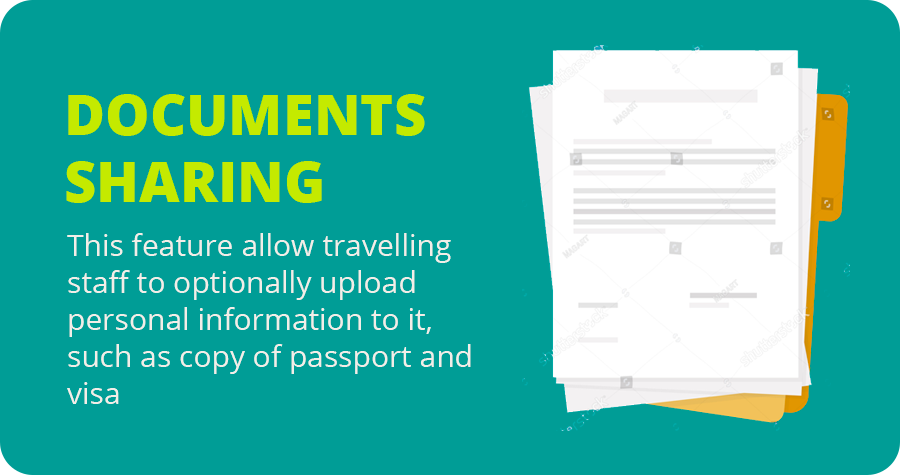 DOCUMENTS
SHARING
This feature allow travelling
staff to optionally upload
personal information to it,
such as copy of passport and
visa